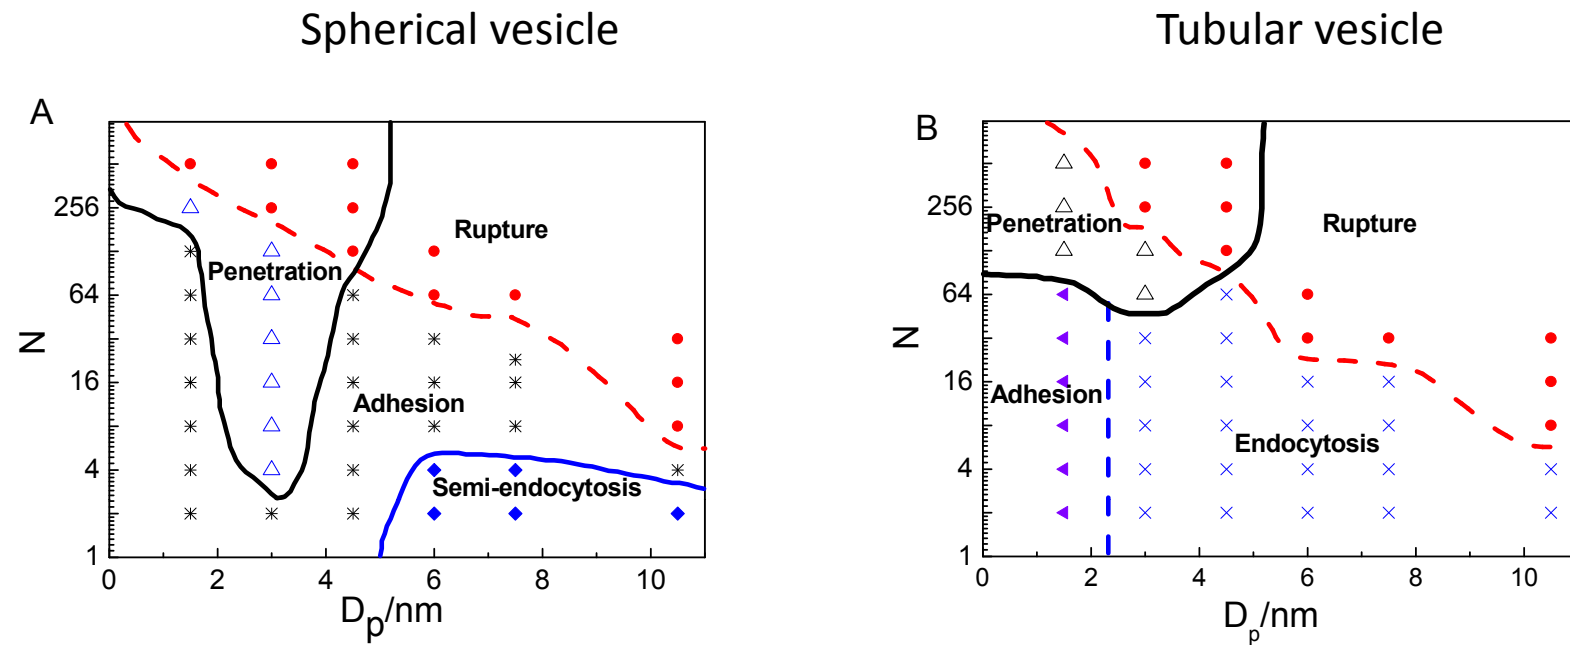 Spherical vesicle
Tubular vesicle
A
256
64
16
4
1
N
Rupture
Penetration
Adhesion
Semi-endocytosis
0
2
4
6
8
10
Dp/nm
B
256
64
16
4
1
N
Penetration
Rupture
Adhesion
Endocytosis
0
2
4
6
8
10
Dp/nm